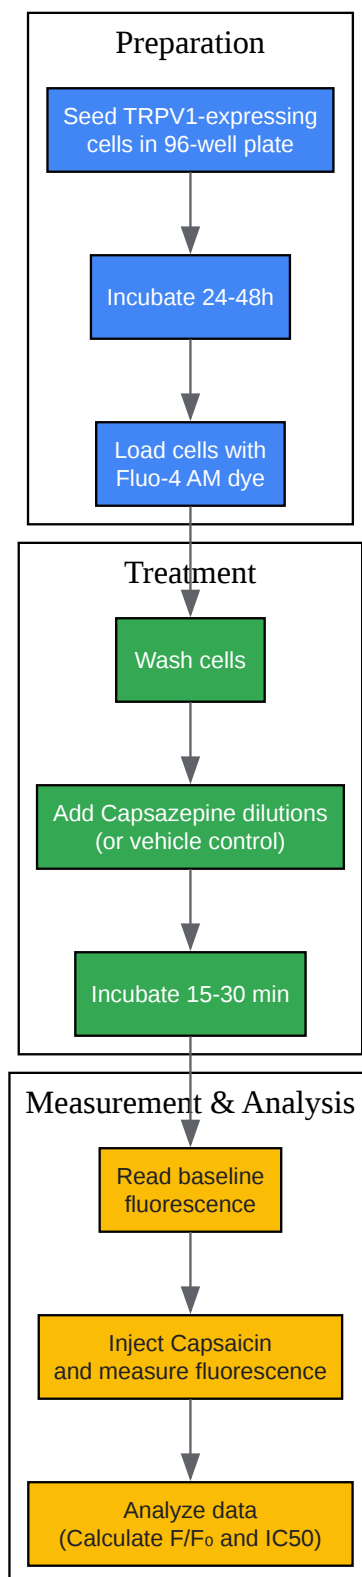 Preparation
Seed TRPV1-expressing
cells in 96-well plate
Incubate 24-48h
Load cells with
Fluo-4 AM dye
Treatment
Wash cells
Add Capsazepine dilutions
(or vehicle control)
Incubate 15-30 min
Measurement & Analysis
Read baseline
fluorescence
Inject Capsaicin
and measure fluorescence
Analyze data
(Calculate F/F₀ and IC50)